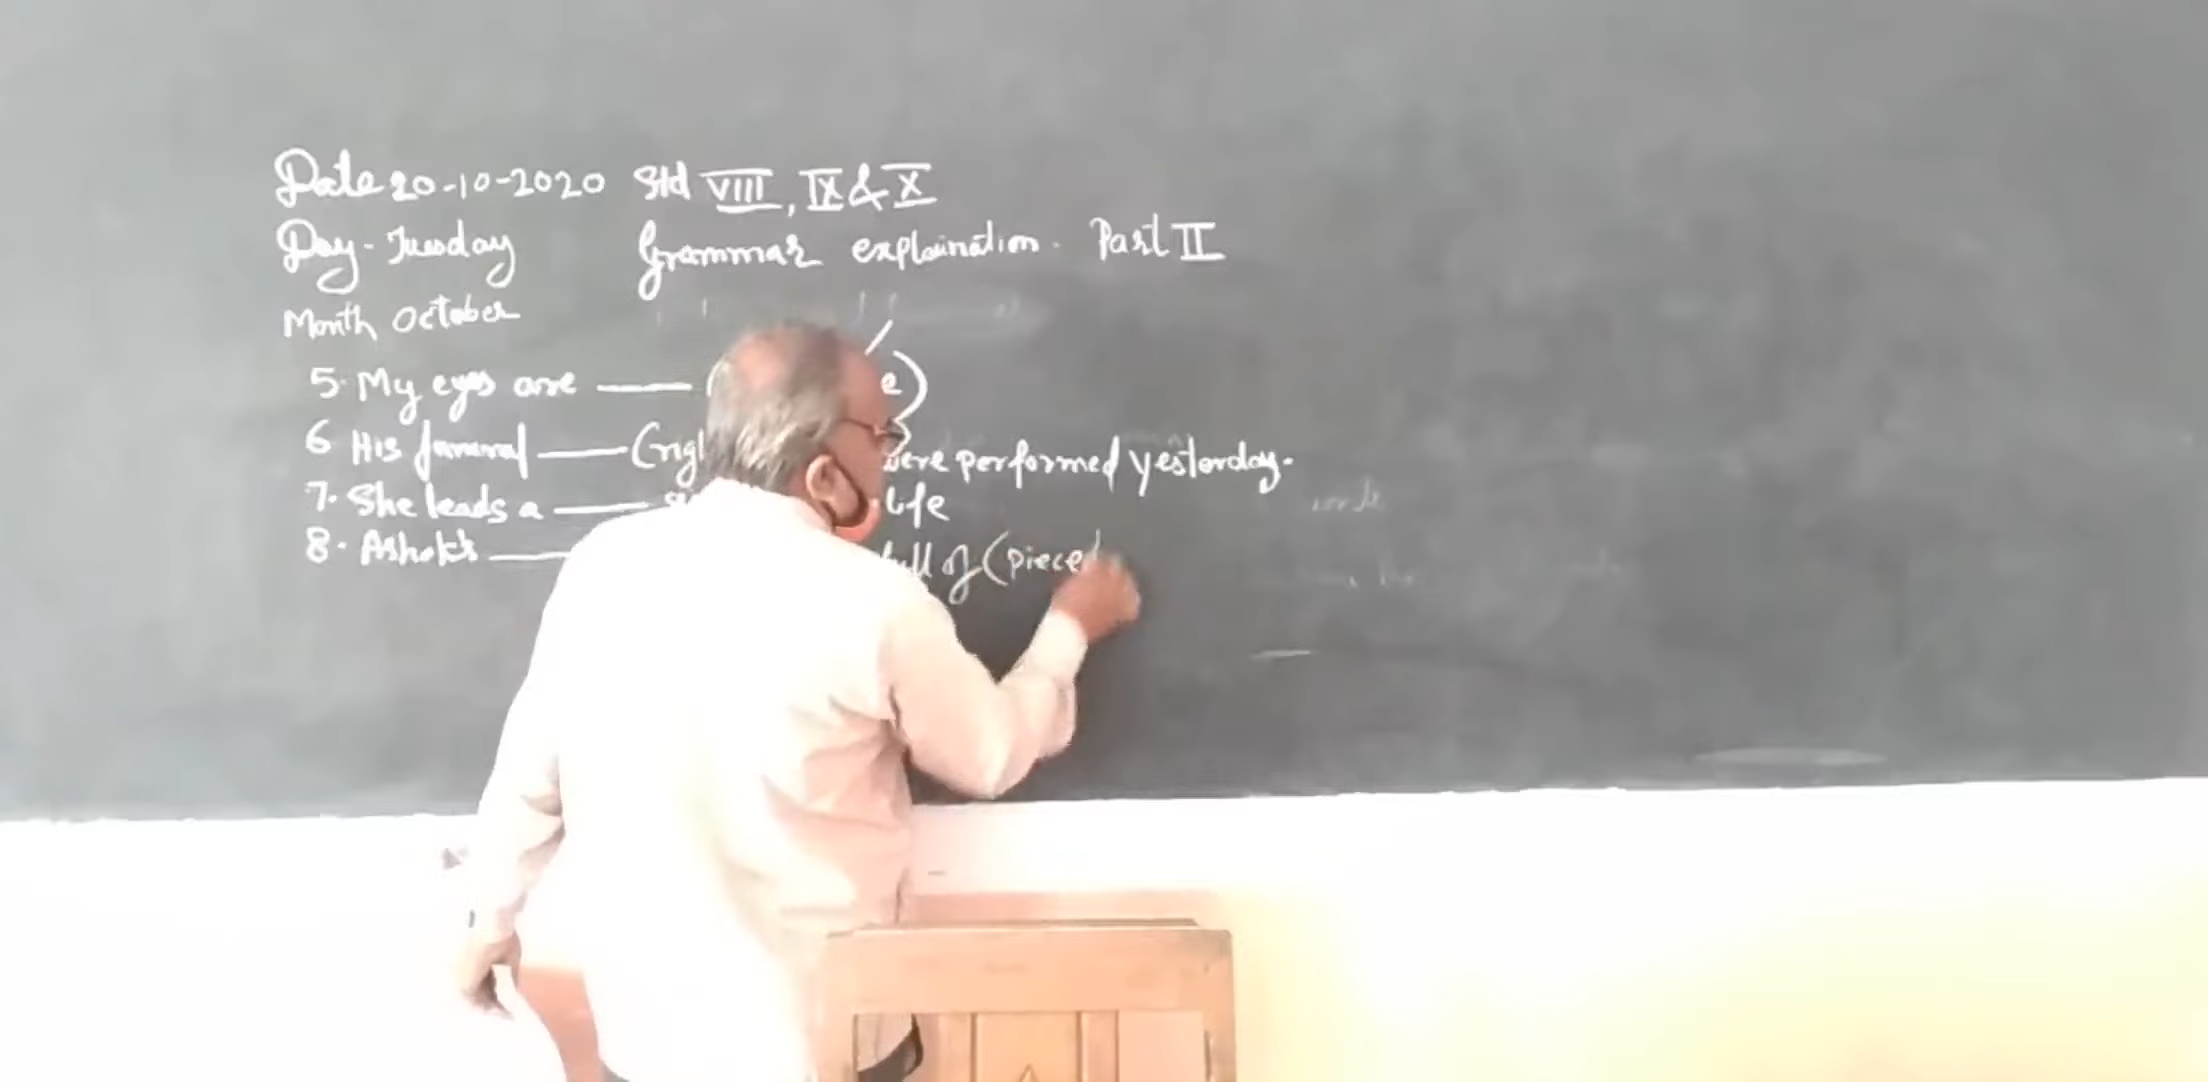 Date 20-10-2020 Std VIII, IX & X
Day - Tuesday Grammar explaination. Part II
Month October
5. My eyes are —— ( e)
6 His funeral —— (rig were performed yesterday.
7. She leads a —— life
8. Ashok's —— full of (piece